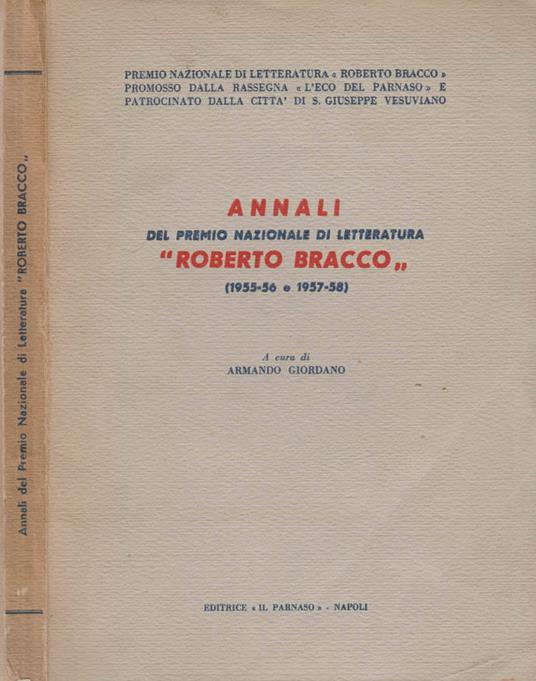 Annali del Premio Nazionale di Letteratura "ROBERTO BRACCO„
PREMIO NAZIONALE DI LETTERATURA « ROBERTO BRACCO »
PROMOSSO DALLA RASSEGNA « L'ECO DEL PARNASO » E
PATROCINATO DALLA CITTA' DI S. GIUSEPPE VESUVIANO
ANNALI
DEL PREMIO NAZIONALE DI LETTERATURA
"ROBERTO BRACCO„
(1955-56 e 1957-58)
A cura di
ARMANDO GIORDANO
EDITRICE « IL PARNASO » - NAPOLI